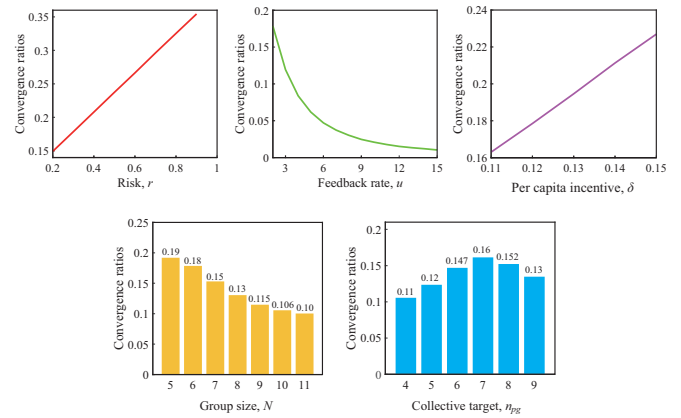 Convergence ratios
0.35
0.3
0.25
0.2
0.15
0.2 0.4 0.6 0.8 1
Risk, r
Convergence ratios
0.2
0.15
0.1
0.05
0
3 6 9 12 15
Feedback rate, u
Convergence ratios
0.24
0.22
0.2
0.18
0.16
0.11 0.12 0.13 0.14 0.15
Per capita incentive, δ
Convergence ratios
0.25
0.2
0.15
0.1
0.05
0
0.19 0.18 0.15 0.13 0.115 0.106 0.10
5 6 7 8 9 10 11
Group size, N
Convergence ratios
0.25
0.2
0.15
0.1
0.05
0
0.11 0.12 0.147 0.16 0.152 0.13
4 5 6 7 8 9
Collective target, n_pg